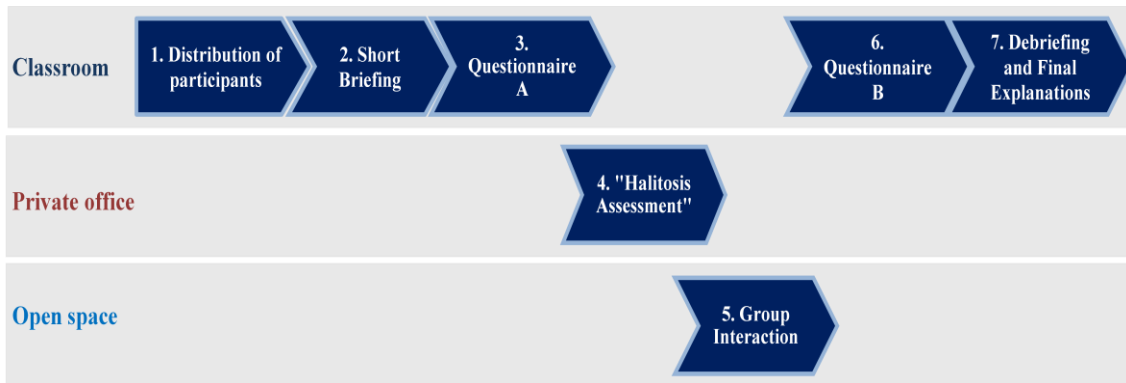 Classroom
1. Distribution of
participants
2. Short
Briefing
3.
Questionnaire
A
6.
Questionnaire
B
7. Debriefing
and Final
Explanations
Private office
4. "Halitosis
Assessment"
Open space
5. Group
Interaction